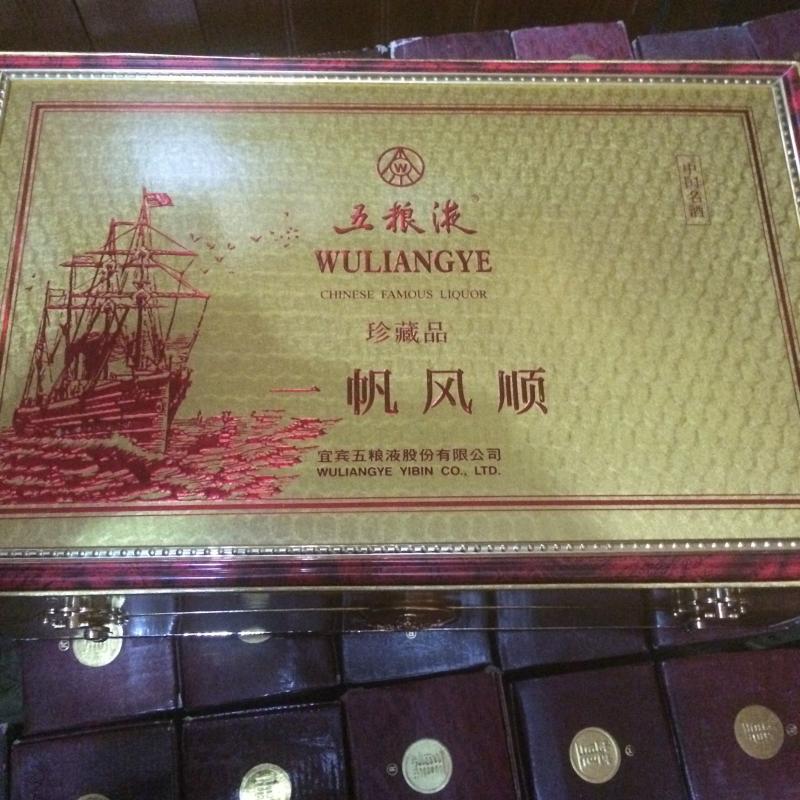 中国名酒
五粮液®
WULIANGYE
CHINESE FAMOUS LIQUOR
珍藏品
一帆风顺
宜宾五粮液股份有限公司
WULIANGYE YIBIN CO., LTD.